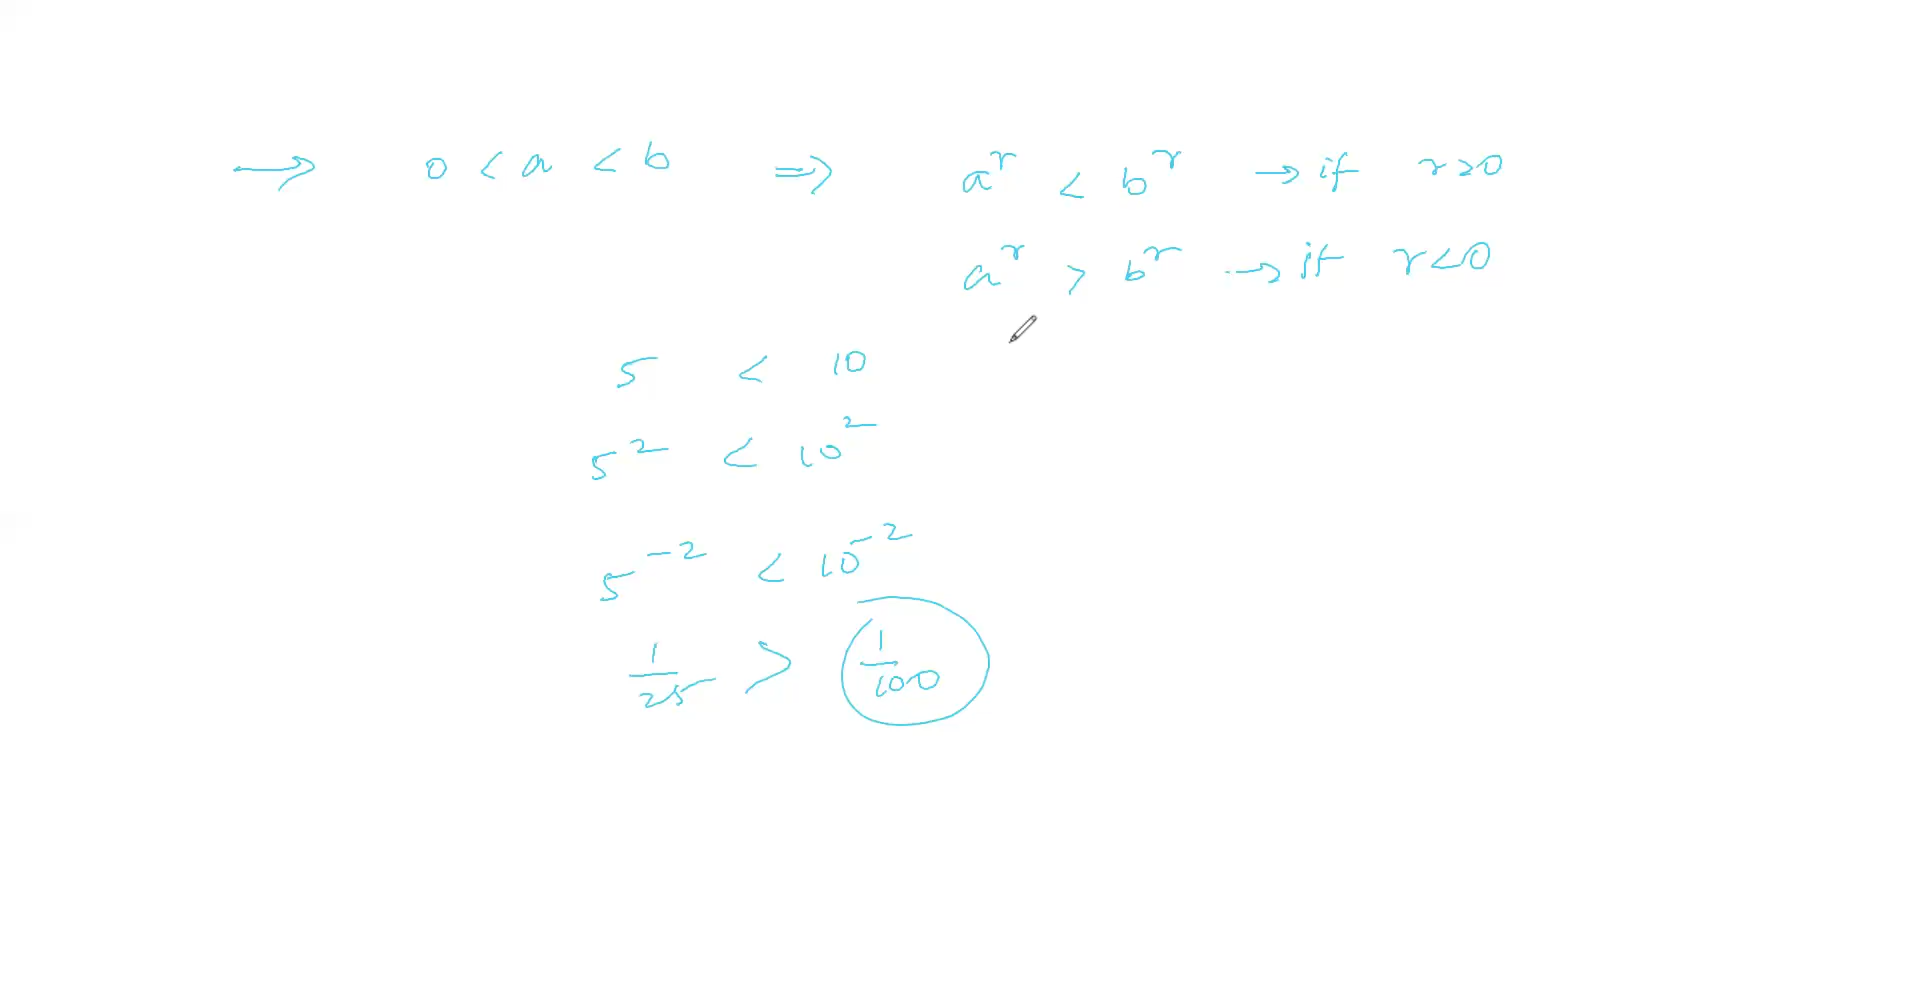 → 0 < a < b ⇒ a^r < b^r → if r>0
a^r > b^r → if r<0
5 < 10
5^2 < 10^2
5^-2 < 10^-2
1/25 > 1/100